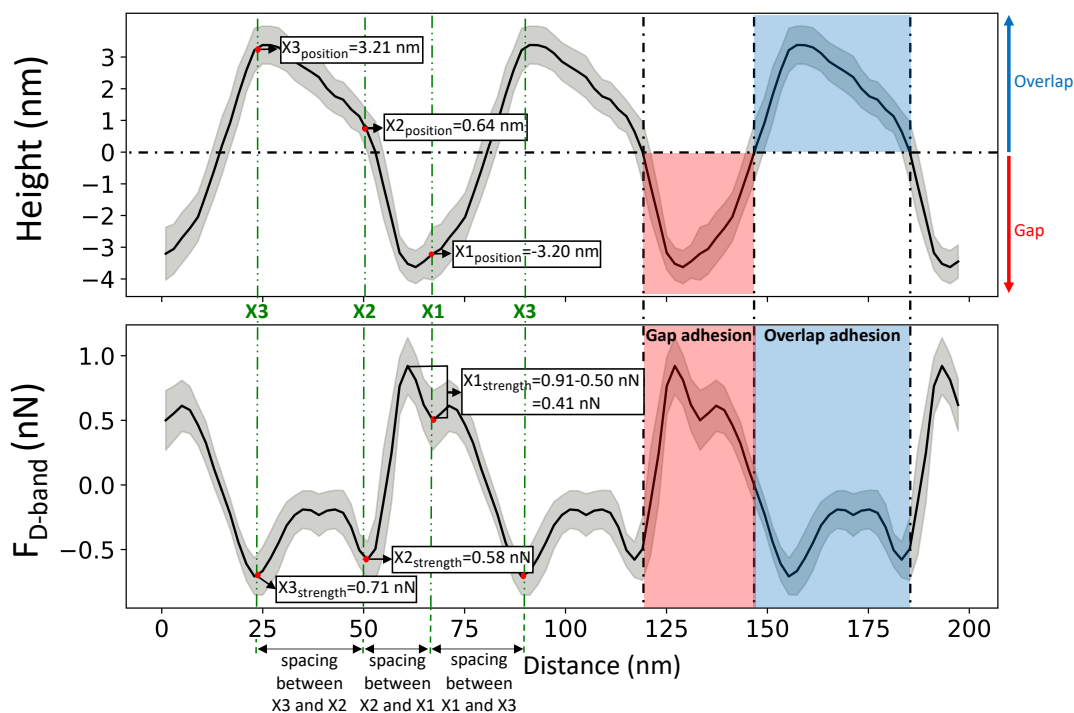 Height (nm)
3
2
1
0
−1
−2
−3
−4
X3position=3.21 nm
X2position=0.64 nm
X1position=-3.20 nm
Overlap
Gap
X3
X2
X1
X3
FD-band (nN)
1.0
0.5
0.0
−0.5
Gap adhesion
Overlap adhesion
X1strength=0.91-0.50 nN
=0.41 nN
X2strength=0.58 nN
X3strength=0.71 nN
0
25
50
75
100
125
150
175
200
Distance (nm)
spacing
between
X3 and X2
spacing
between
X2 and X1
spacing
between
X1 and X3